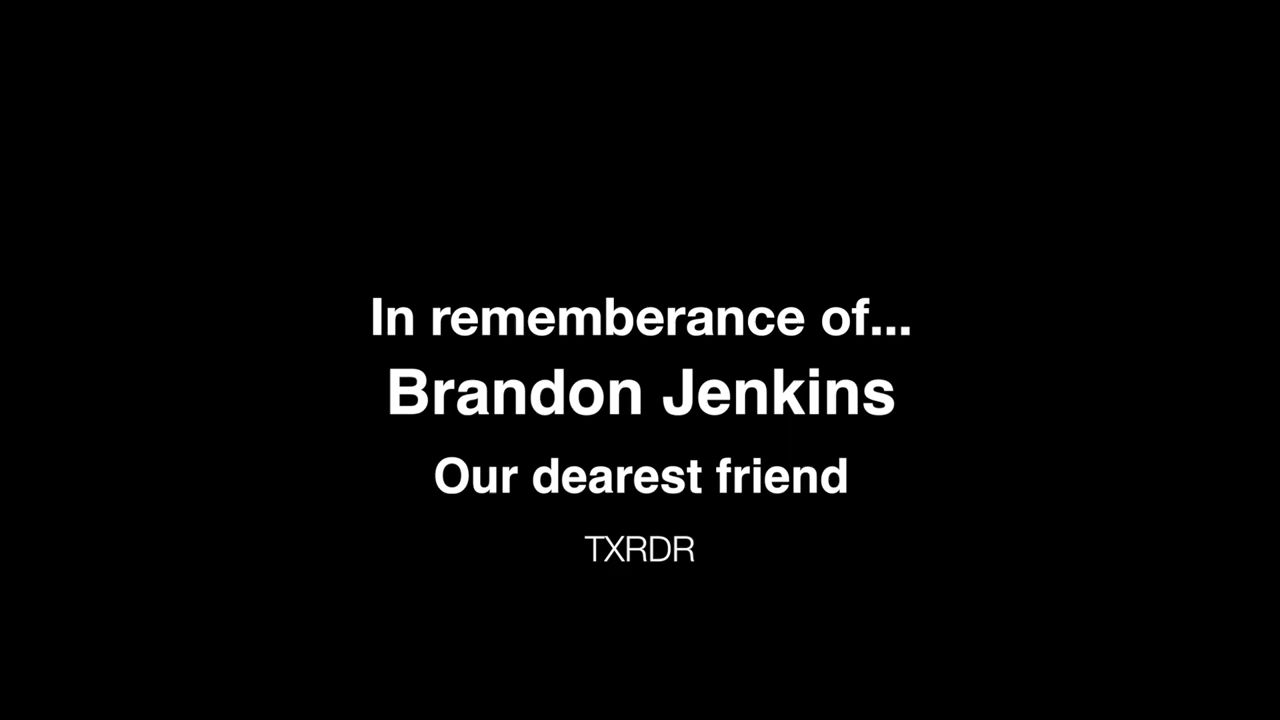 In rememberance of...
Brandon Jenkins
Our dearest friend
TXRDR